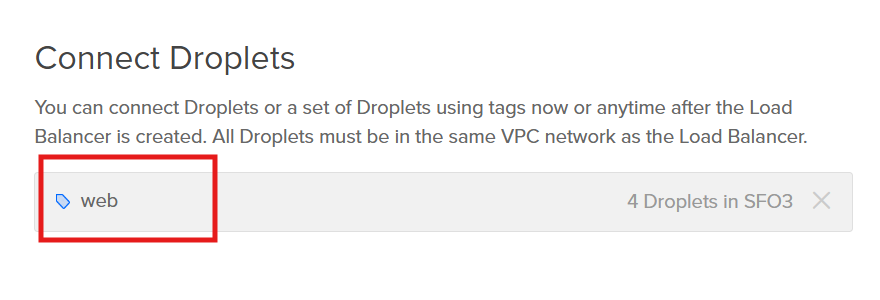 Connect Droplets
You can connect Droplets or a set of Droplets using tags now or anytime after the Load
Balancer is created. All Droplets must be in the same VPC network as the Load Balancer.
web 4 Droplets in SFO3